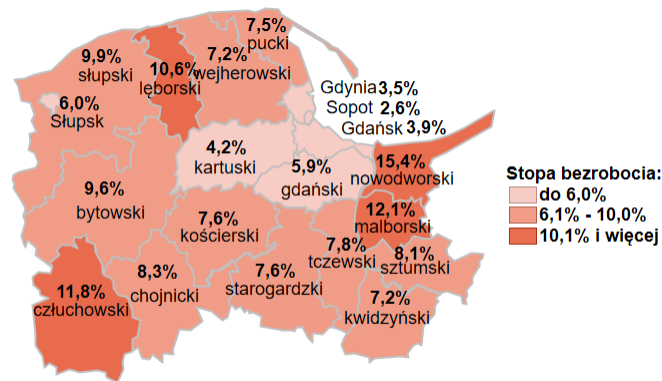 7,5%
pucki
9,9%
słupski
10,6%
lęborski
7,2%
wejherowski
Gdynia 3,5%
Sopot 2,6%
Gdańsk 3,9%
6,0%
Słupsk
4,2%
kartuski
5,9%
gdański
15,4%
nowodworski
9,6%
bytowski
7,6%
kościerski
12,1%
malborski
7,8%
tczewski
8,1%
sztumski
11,8%
człuchowski
8,3%
chojnicki
7,6%
starogardzki
7,2%
kwidzyński
Stopa bezrobocia:
do 6,0%
6,1% - 10,0%
10,1% i więcej